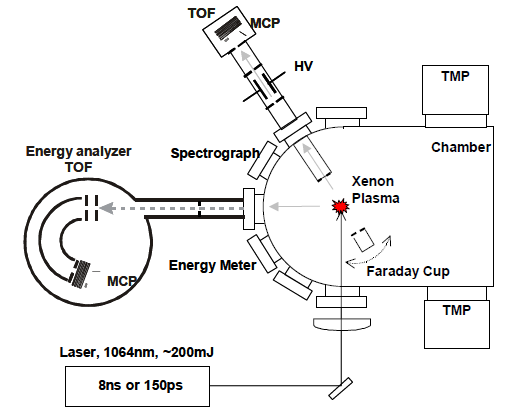 TOF
MCP
HV
TMP
Energy analyzer
TOF
Spectrograph
Chamber
Xenon
Plasma
MCP
Energy Meter
Faraday Cup
TMP
Laser, 1064nm, ~200mJ
8ns or 150ps